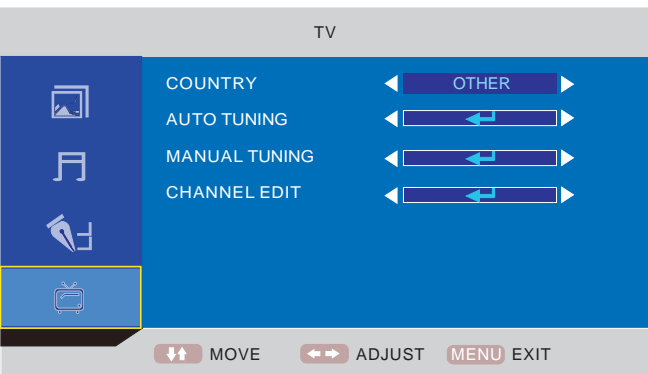 TV
COUNTRY OTHER
AUTO TUNING
MANUAL TUNING
CHANNEL EDIT
MOVE ADJUST MENU EXIT